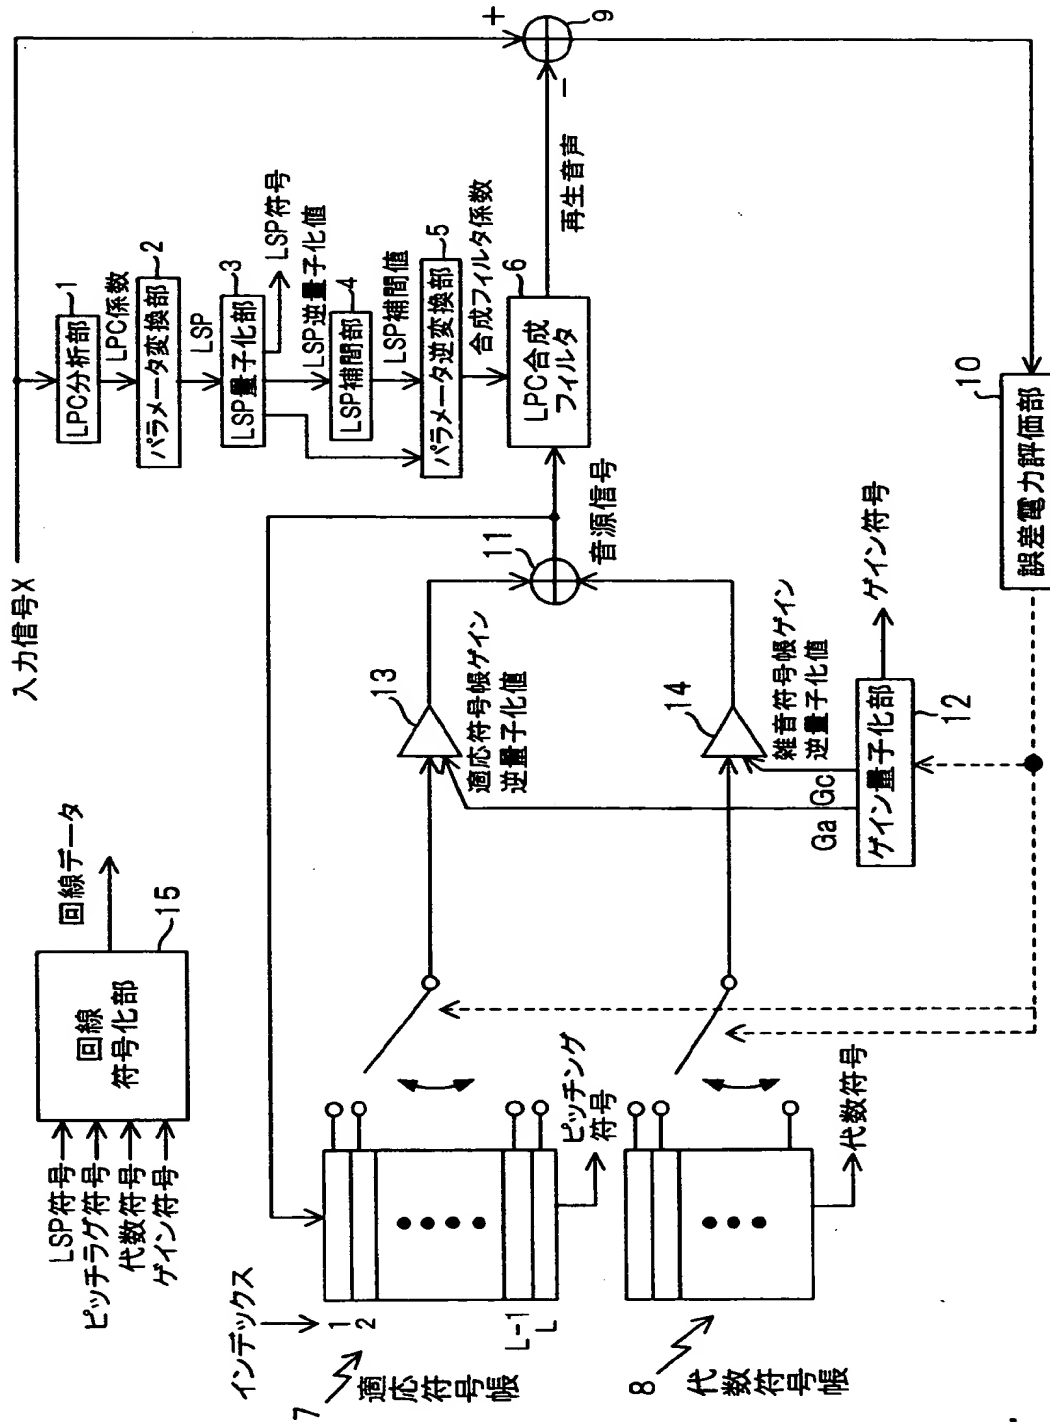 入力信号X
LPC分析部
1
LPC係数
パラメータ変換部
2
LSP
LSP量子化部
3
LSP符号
LSP逆量子化値
LSP補間部
4
LSP補間値
パラメータ逆変換部
5
合成フィルタ係数
LPC合成
フィルタ
6
再生音声
+
-
9
誤差電力評価部
10
音源信号
11
13
適応符号帳ゲイン
逆量子化値
14
雑音符号帳ゲイン
逆量子化値
Ga
Gc
ゲイン量子化部
12
ゲイン符号
LSP符号
ピッチラグ符号
代数符号
ゲイン符号
回線
符号化部
15
回線データ
インデックス
1
2
L-1
L
7
適応
符号帳
ピッチング
符号
8
代数
符号帳
代数符号